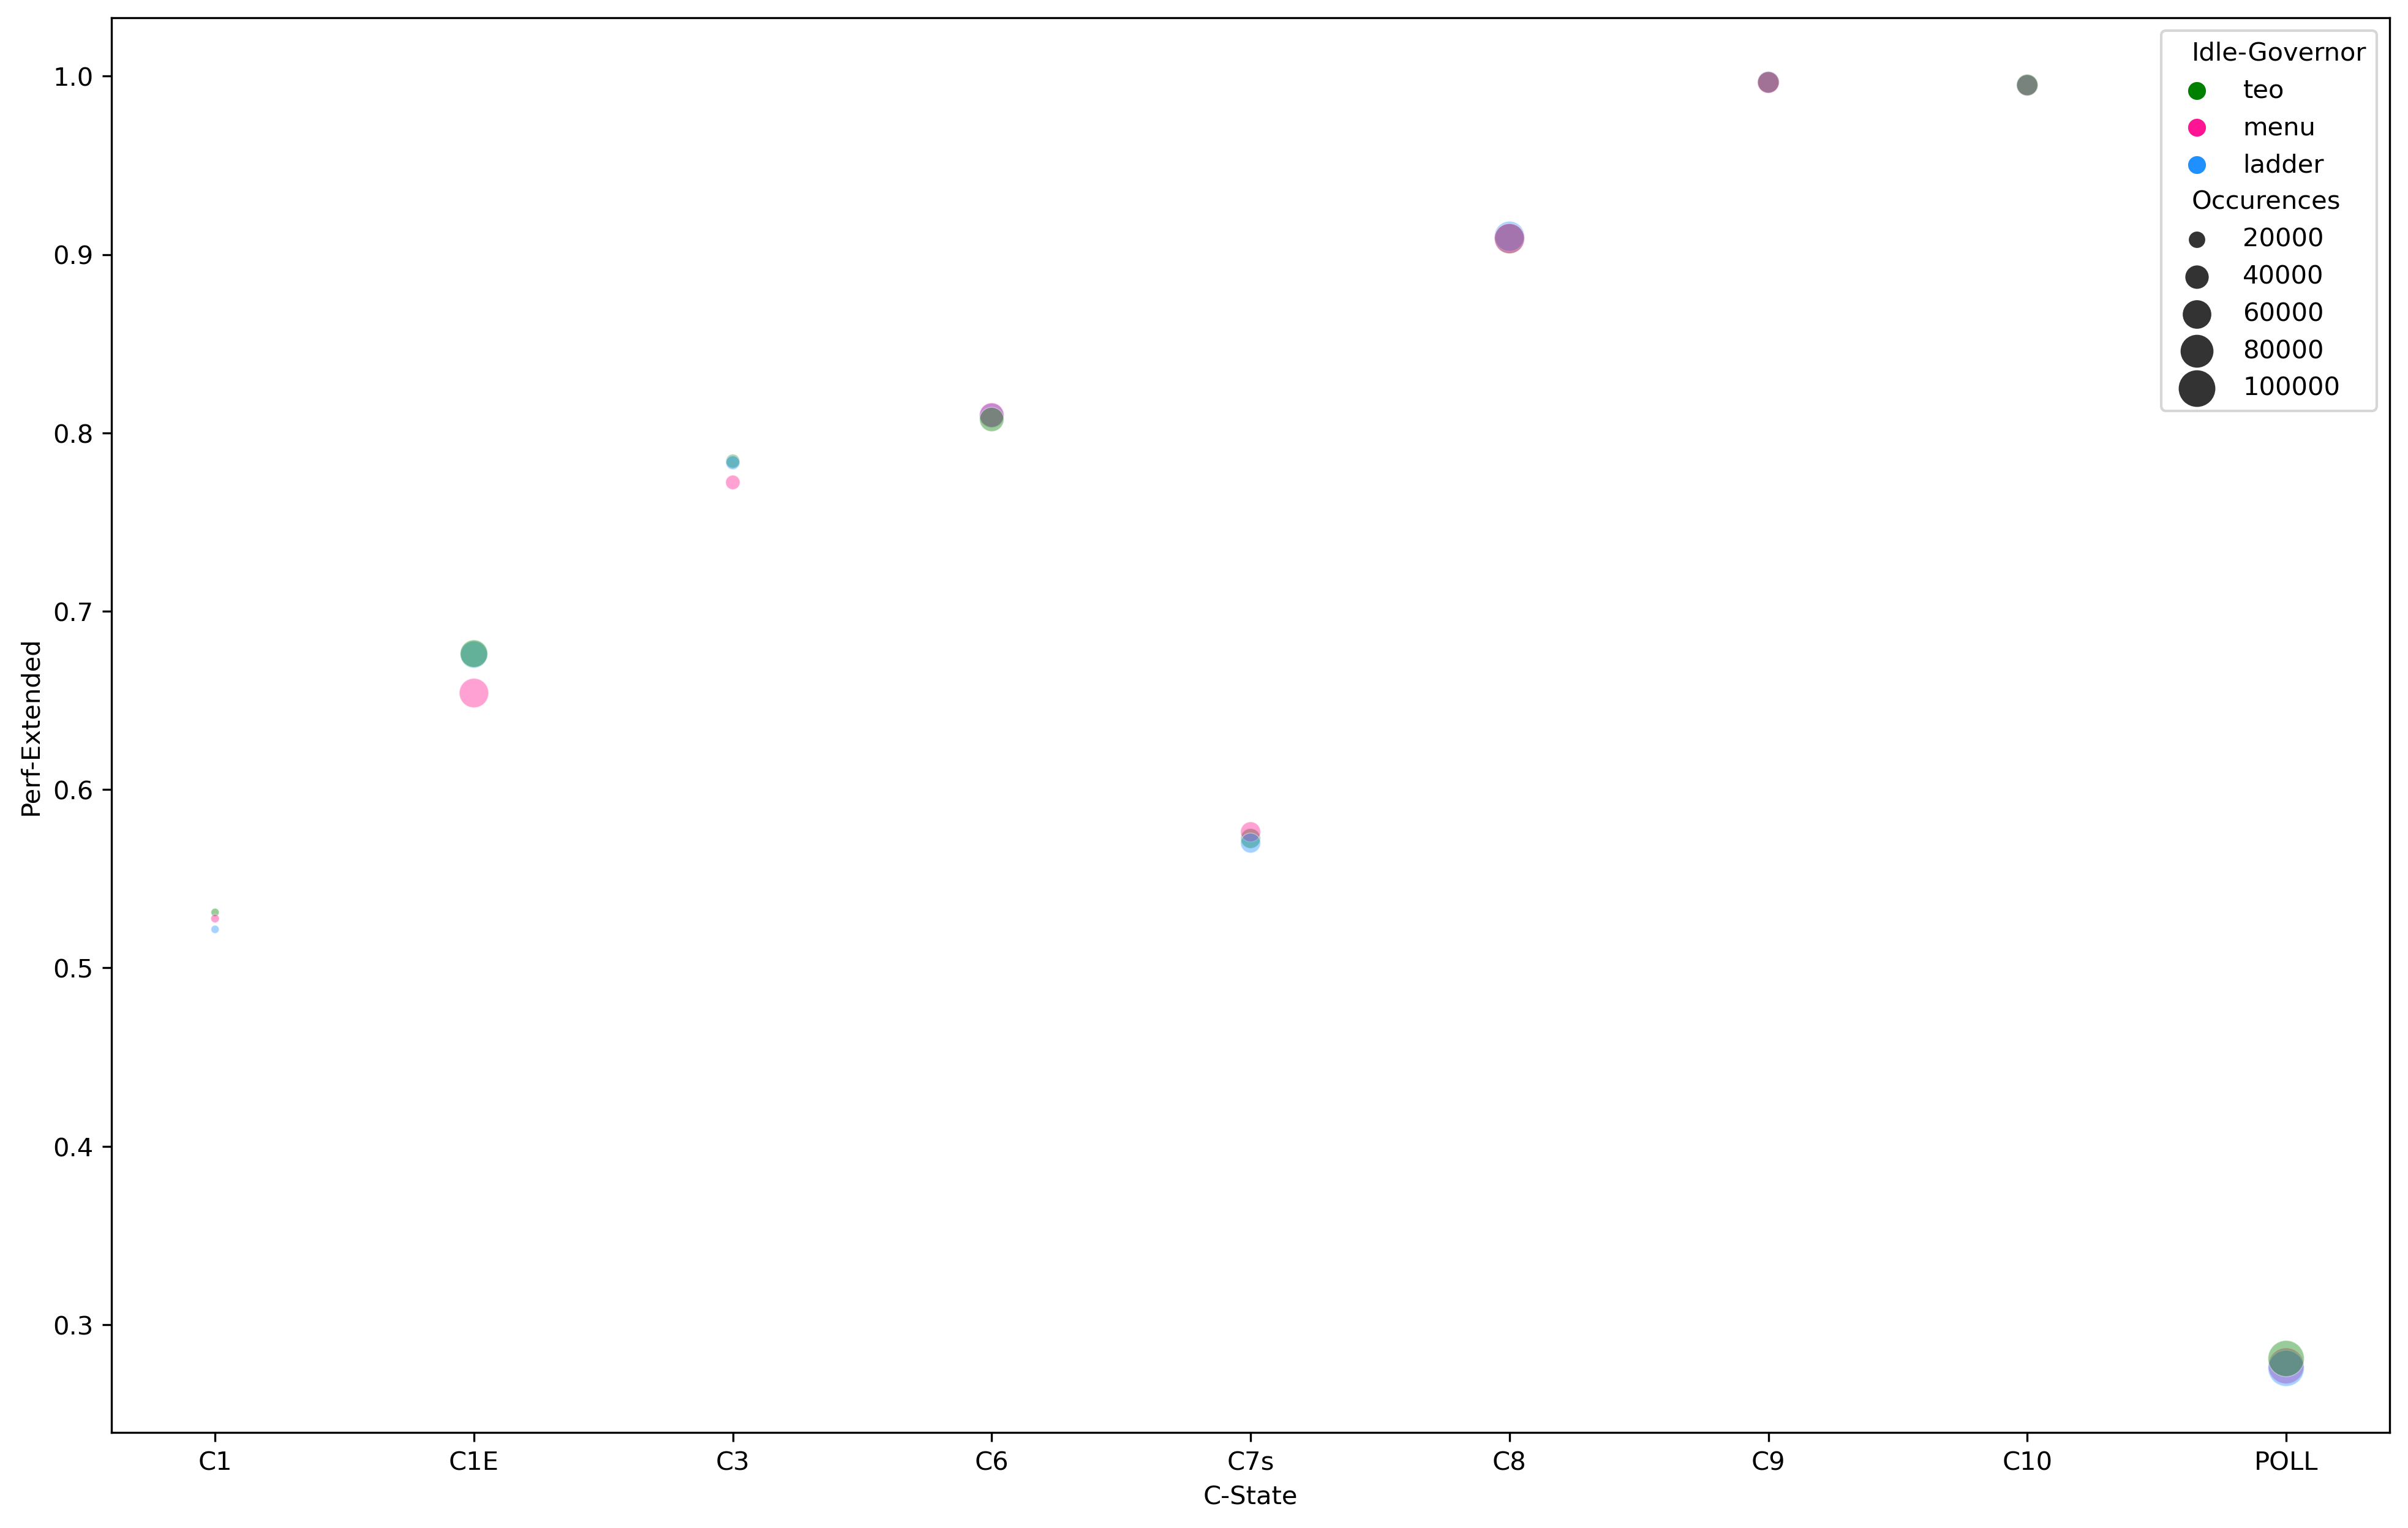 Idle-Governor
teo
menu
ladder
Occurences
20000
40000
60000
80000
100000
1.0
0.9
0.8
0.7
0.6
0.5
0.4
0.3
Perf-Extended
C1 C1E C3 C6 C7s C8 C9 C10 POLL
C-State